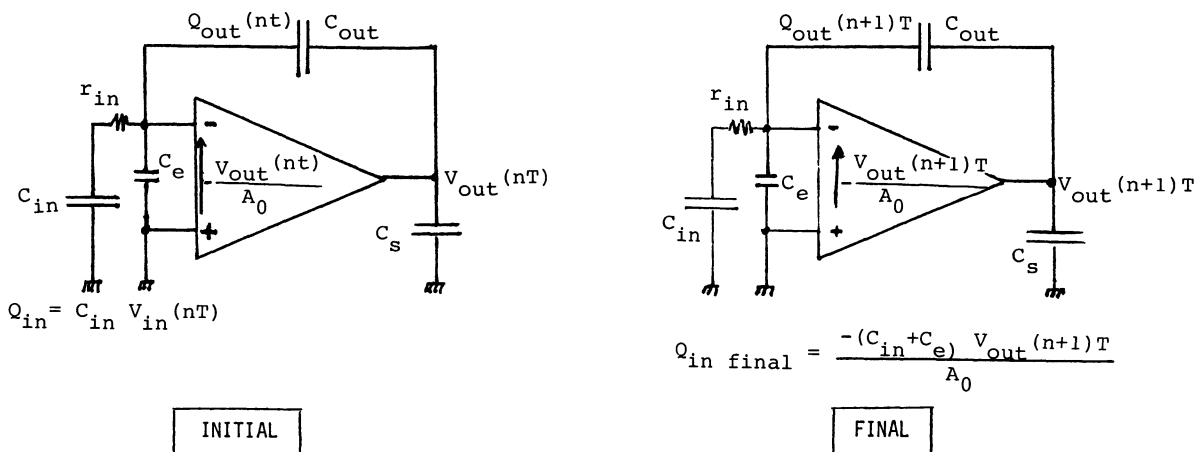 Q_out (nt) C_out
r_in
-
C_e
- V_out (nt) / A_0
V_out (nT)
C_in
+
C_s
Q_in = C_in V_in (nT)
INITIAL
Q_out (n+1) T C_out
r_in
-
C_e
- V_out (n+1) T / A_0
V_out (n+1) T
C_in
+
C_s
Q_in final = -(C_in+C_e) V_out (n+1) T / A_0
FINAL